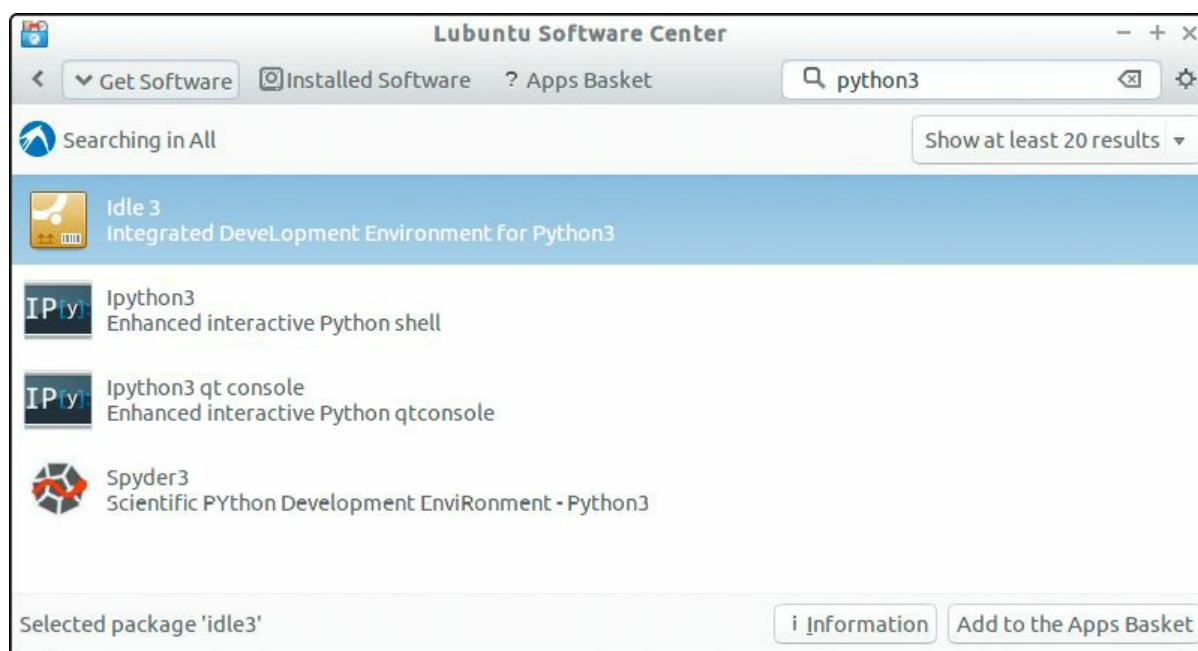 Lubuntu Software Center
Get Software Installed Software ? Apps Basket python3
Searching in All Show at least 20 results
Idle 3
Integrated DeveLopment Environment for Python3
IP[y]: Ipython3
Enhanced interactive Python shell
IP[y]: Ipython3 qt console
Enhanced interactive Python qtconsole
Spyder3
Scientific PYthon Development EnviRonment - Python3
Selected package 'idle3' i Information Add to the Apps Basket